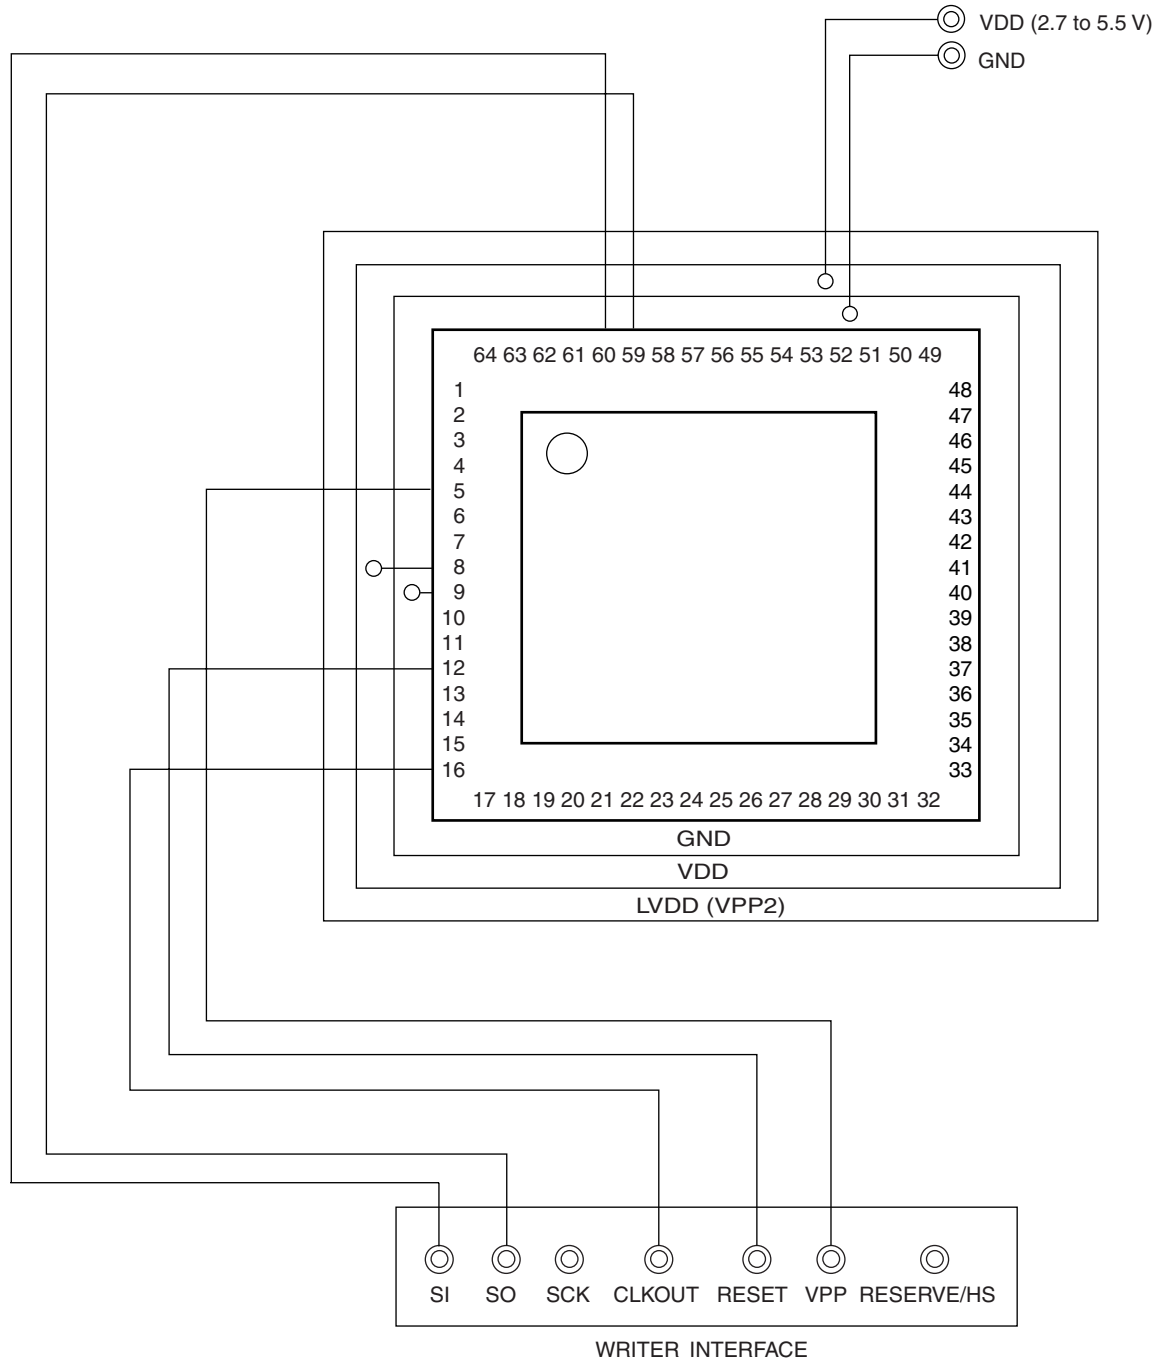 VDD (2.7 to 5.5 V)
GND
64 63 62 61 60 59 58 57 56 55 54 53 52 51 50 49
1 48
2 47
3 46
4 45
5 44
6 43
7 42
8 41
9 40
10 39
11 38
12 37
13 36
14 35
15 34
16 33
17 18 19 20 21 22 23 24 25 26 27 28 29 30 31 32
GND
VDD
LVDD (VPP2)
SI SO SCK CLKOUT RESET VPP RESERVE/HS
WRITER INTERFACE